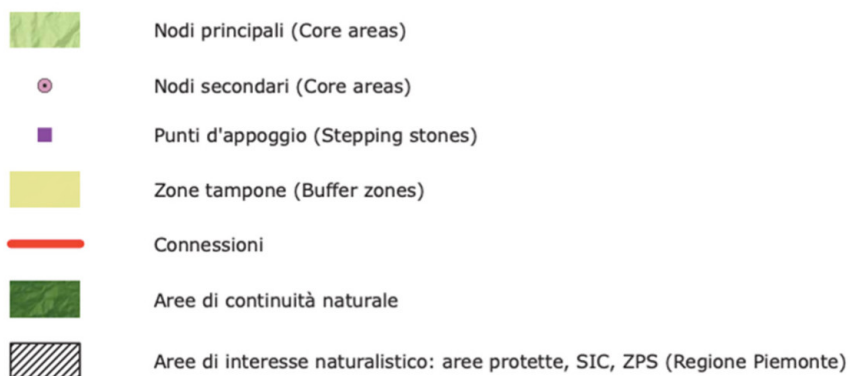 Nodi principali (Core areas)
Nodi secondari (Core areas)
Punti d'appoggio (Stepping stones)
Zone tampone (Buffer zones)
Connessioni
Aree di continuità naturale
Aree di interesse naturalistico: aree protette, SIC, ZPS (Regione Piemonte)